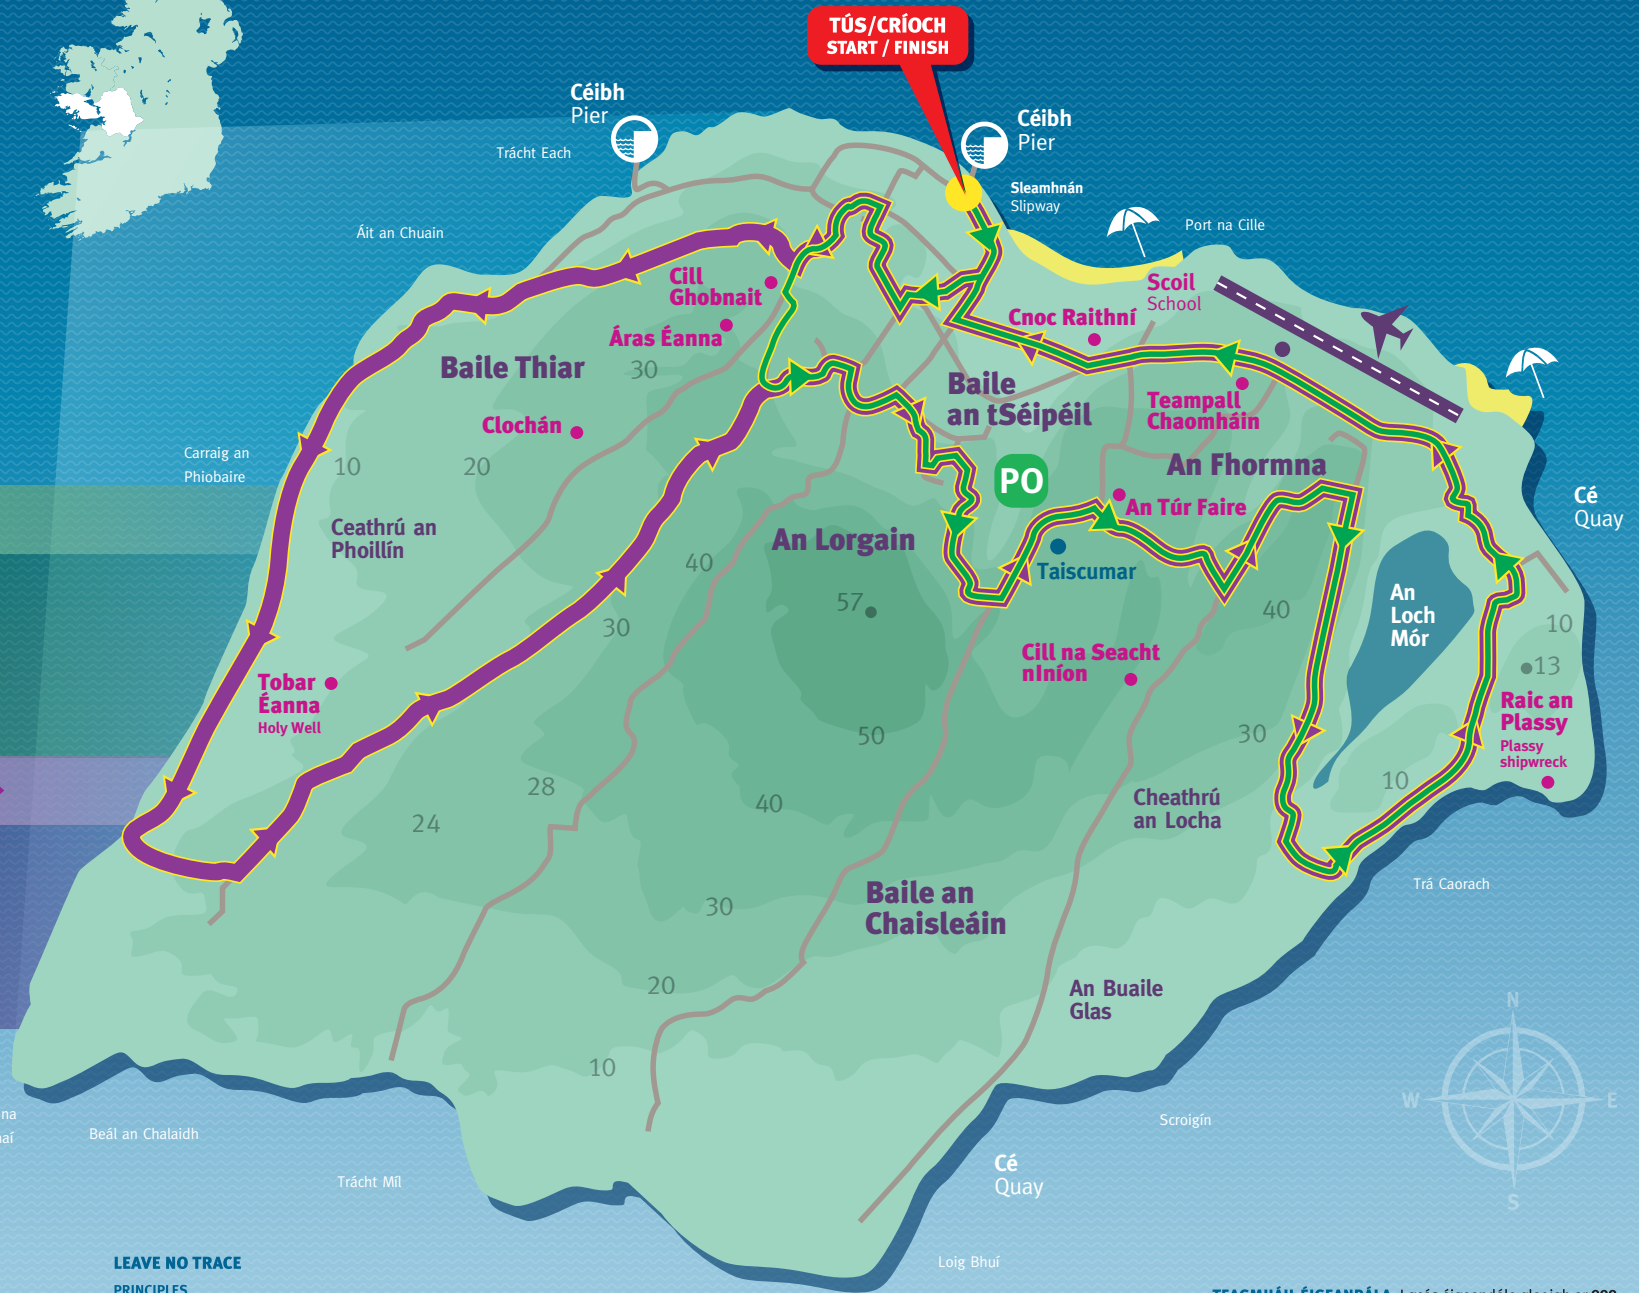 TÚS/CRÍOCH
START / FINISH
Céibh
Pier
Céibh
Pier
Trácht Each
Sleamhnán
Slipway
Port na Cille
Áit an Chuain
Cill
Ghobnait
Scoil
School
Cnoc Raithní
Áras Éanna
Baile Thiar
30
Baile
an tSéipéil
Teampall
Chaomháin
Clochán
Carraig an
Phiobaire
10
20
An Fhormna
PO
An Túr Faire
Cé
Quay
Ceathrú an
Phoillín
An Lorgain
40
Taiscumar
57
40
An
Loch
Mór
10
30
Cill na Seacht
nIníon
13
Tobar
Éanna
Holy Well
Raic an
Plassy
Plassy
shipwreck
50
30
28
40
24
Cheathrú
an Locha
10
Trá Caorach
Baile an
Chaisleáin
30
20
An Buaile
Glas
N
W
E
S
10
na
aí
Beál an Chalaidh
Scroigín
Trácht Míl
Cé
Quay
Loig Bhuí
LEAVE NO TRACE
PRINCIPLES